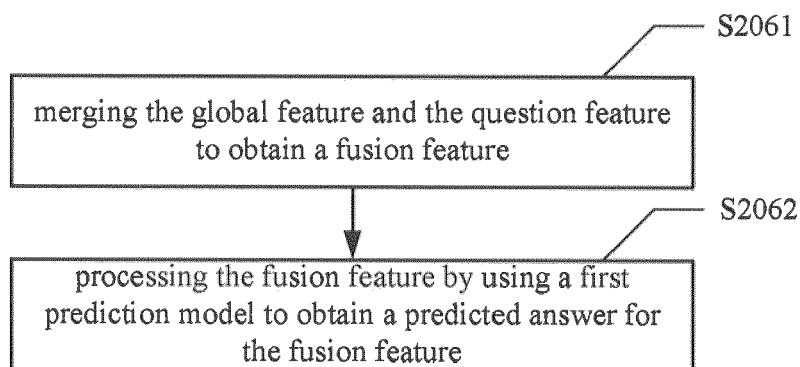 S2061
merging the global feature and the question feature
to obtain a fusion feature
S2062
processing the fusion feature by using a first
prediction model to obtain a predicted answer for
the fusion feature